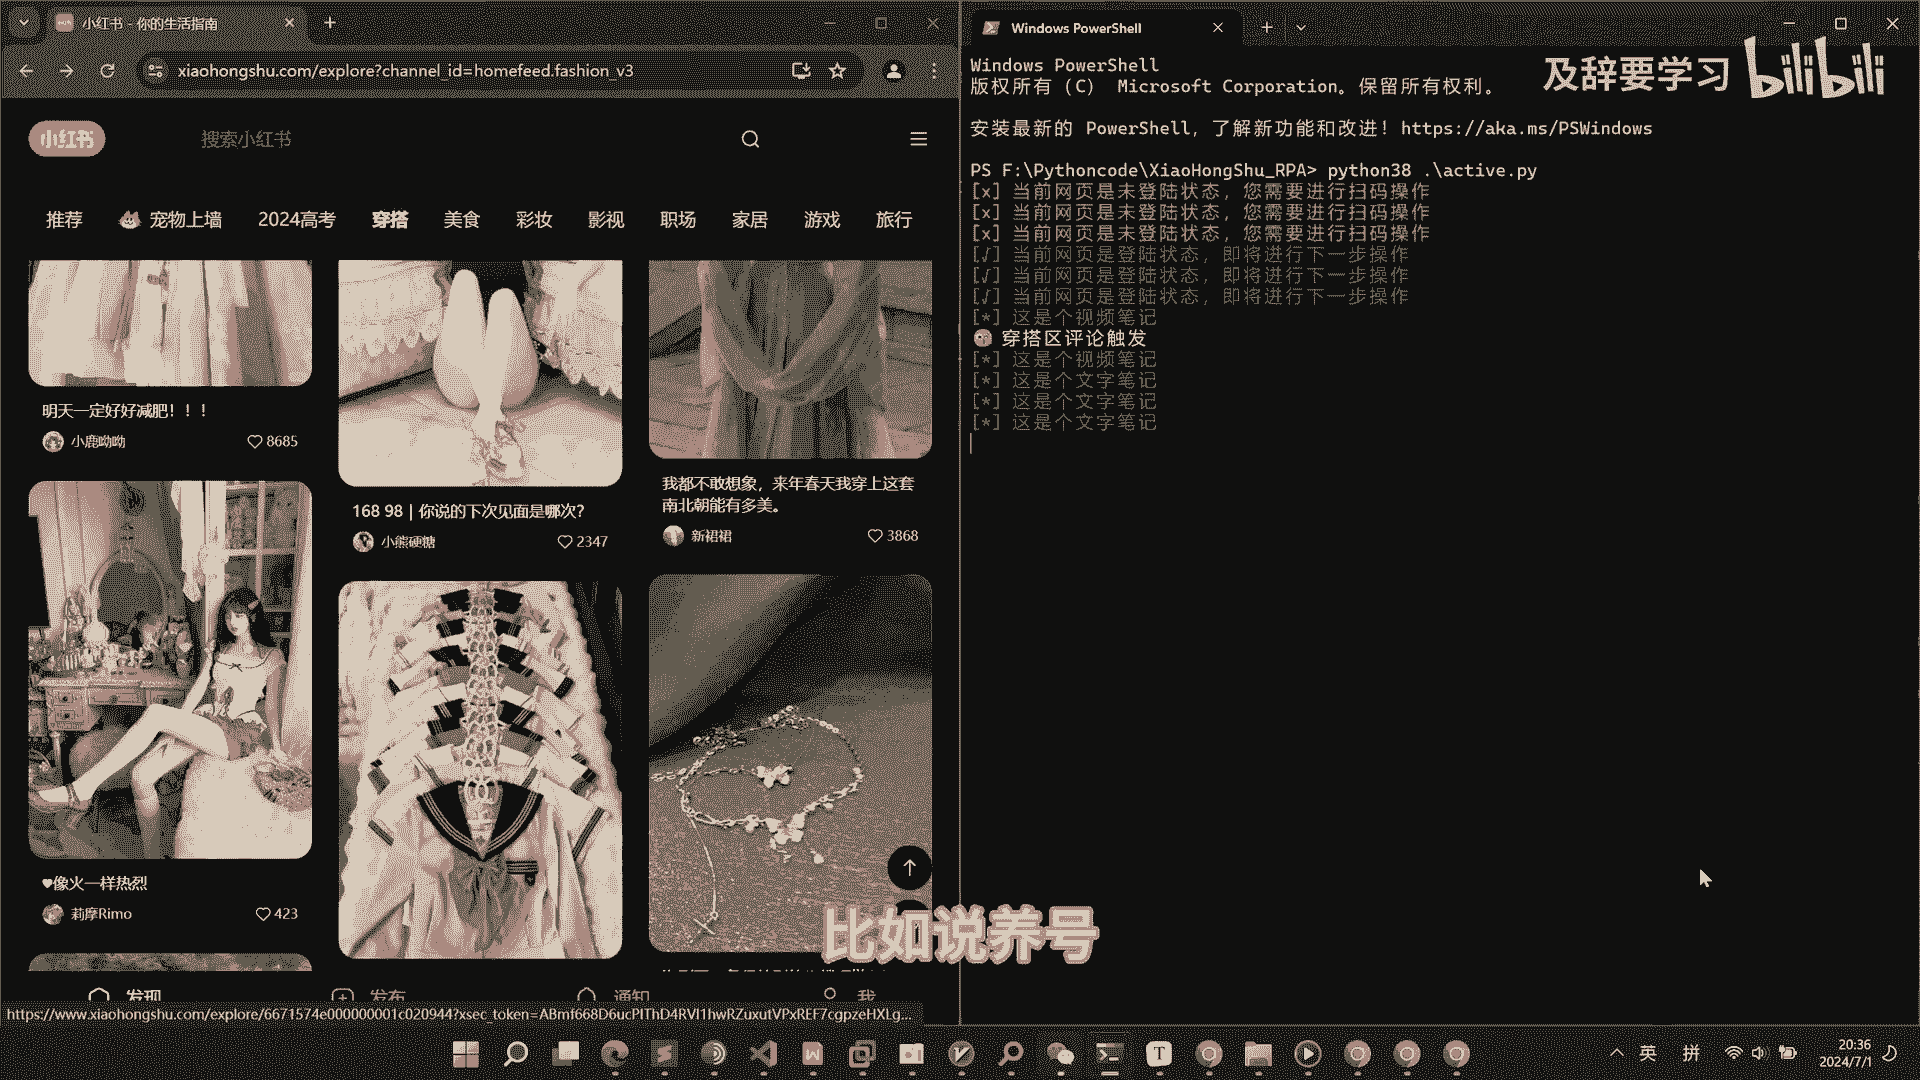 小红书 - 你的生活指南
xiaohongshu.com/explore?channel_id=homefeed.fashion_v3
小红书
搜索小红书
推荐 宠物上墙 2024高考 穿搭 美食 彩妆 影视 职场 家居 游戏 旅行
明天一定好好减肥！！！
小鹿呦呦 8685
168 98 | 你说的下次见面是哪次?
小熊硬糖 2347
我都不敢想象，来年春天我穿上这套
南北朝能有多美。
新裙裙 3868
♥像火一样热烈
莉摩Rimo 423
发现 发布 通知 我
https://www.xiaohongshu.com/explore/6671574e000000001c020944?xsec_token=ABmf668D6ucPIThD4RVl1hwRZuxutVPxREF7cgpzeHXLg...
Windows PowerShell
及辞要学习 bilibili
Windows PowerShell
版权所有 (C) Microsoft Corporation。保留所有权利。
安装最新的 PowerShell，了解新功能和改进！https://aka.ms/PSWindows
PS F:\Pythoncode\XiaoHongShu_RPA> python38 .\active.py
[x] 当前网页是未登陆状态，您需要进行扫码操作
[x] 当前网页是未登陆状态，您需要进行扫码操作
[x] 当前网页是未登陆状态，您需要进行扫码操作
[√] 当前网页是登陆状态，即将进行下一步操作
[√] 当前网页是登陆状态，即将进行下一步操作
[√] 当前网页是登陆状态，即将进行下一步操作
[*] 这是个视频笔记
穿搭区评论触发
[*] 这是个视频笔记
[*] 这是个文字笔记
[*] 这是个文字笔记
[*] 这是个文字笔记
比如说养号
英 拼
20:36
2024/7/1